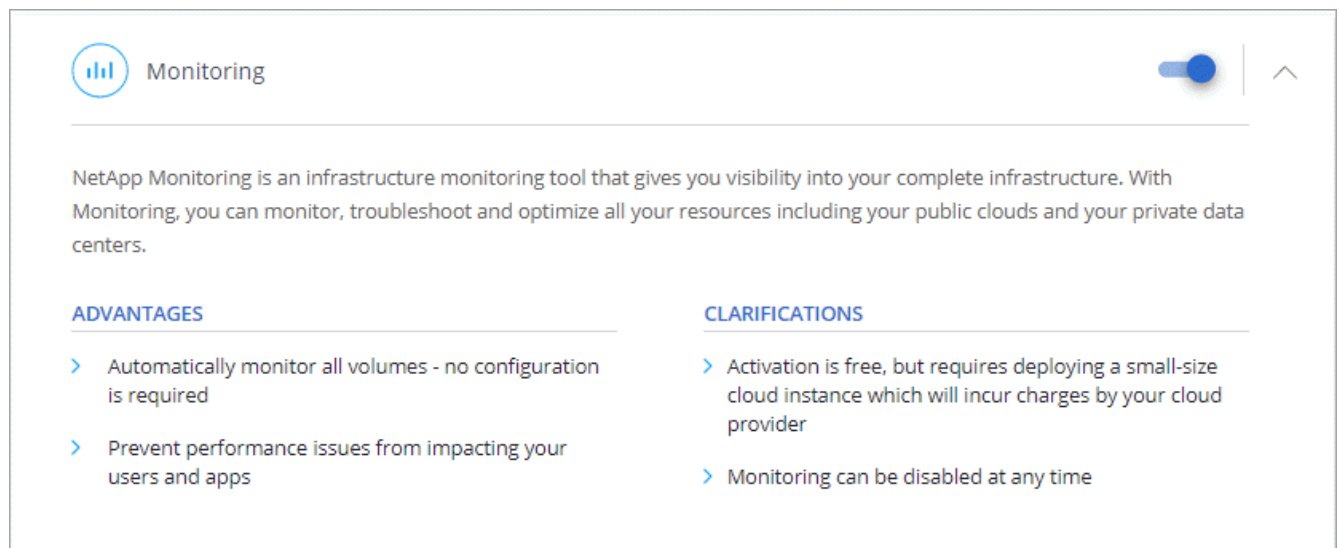 Monitoring
NetApp Monitoring is an infrastructure monitoring tool that gives you visibility into your complete infrastructure. With
Monitoring, you can monitor, troubleshoot and optimize all your resources including your public clouds and your private data
centers.
ADVANTAGES
Automatically monitor all volumes - no configuration
is required
Prevent performance issues from impacting your
users and apps
CLARIFICATIONS
Activation is free, but requires deploying a small-size
cloud instance which will incur charges by your cloud
provider
Monitoring can be disabled at any time